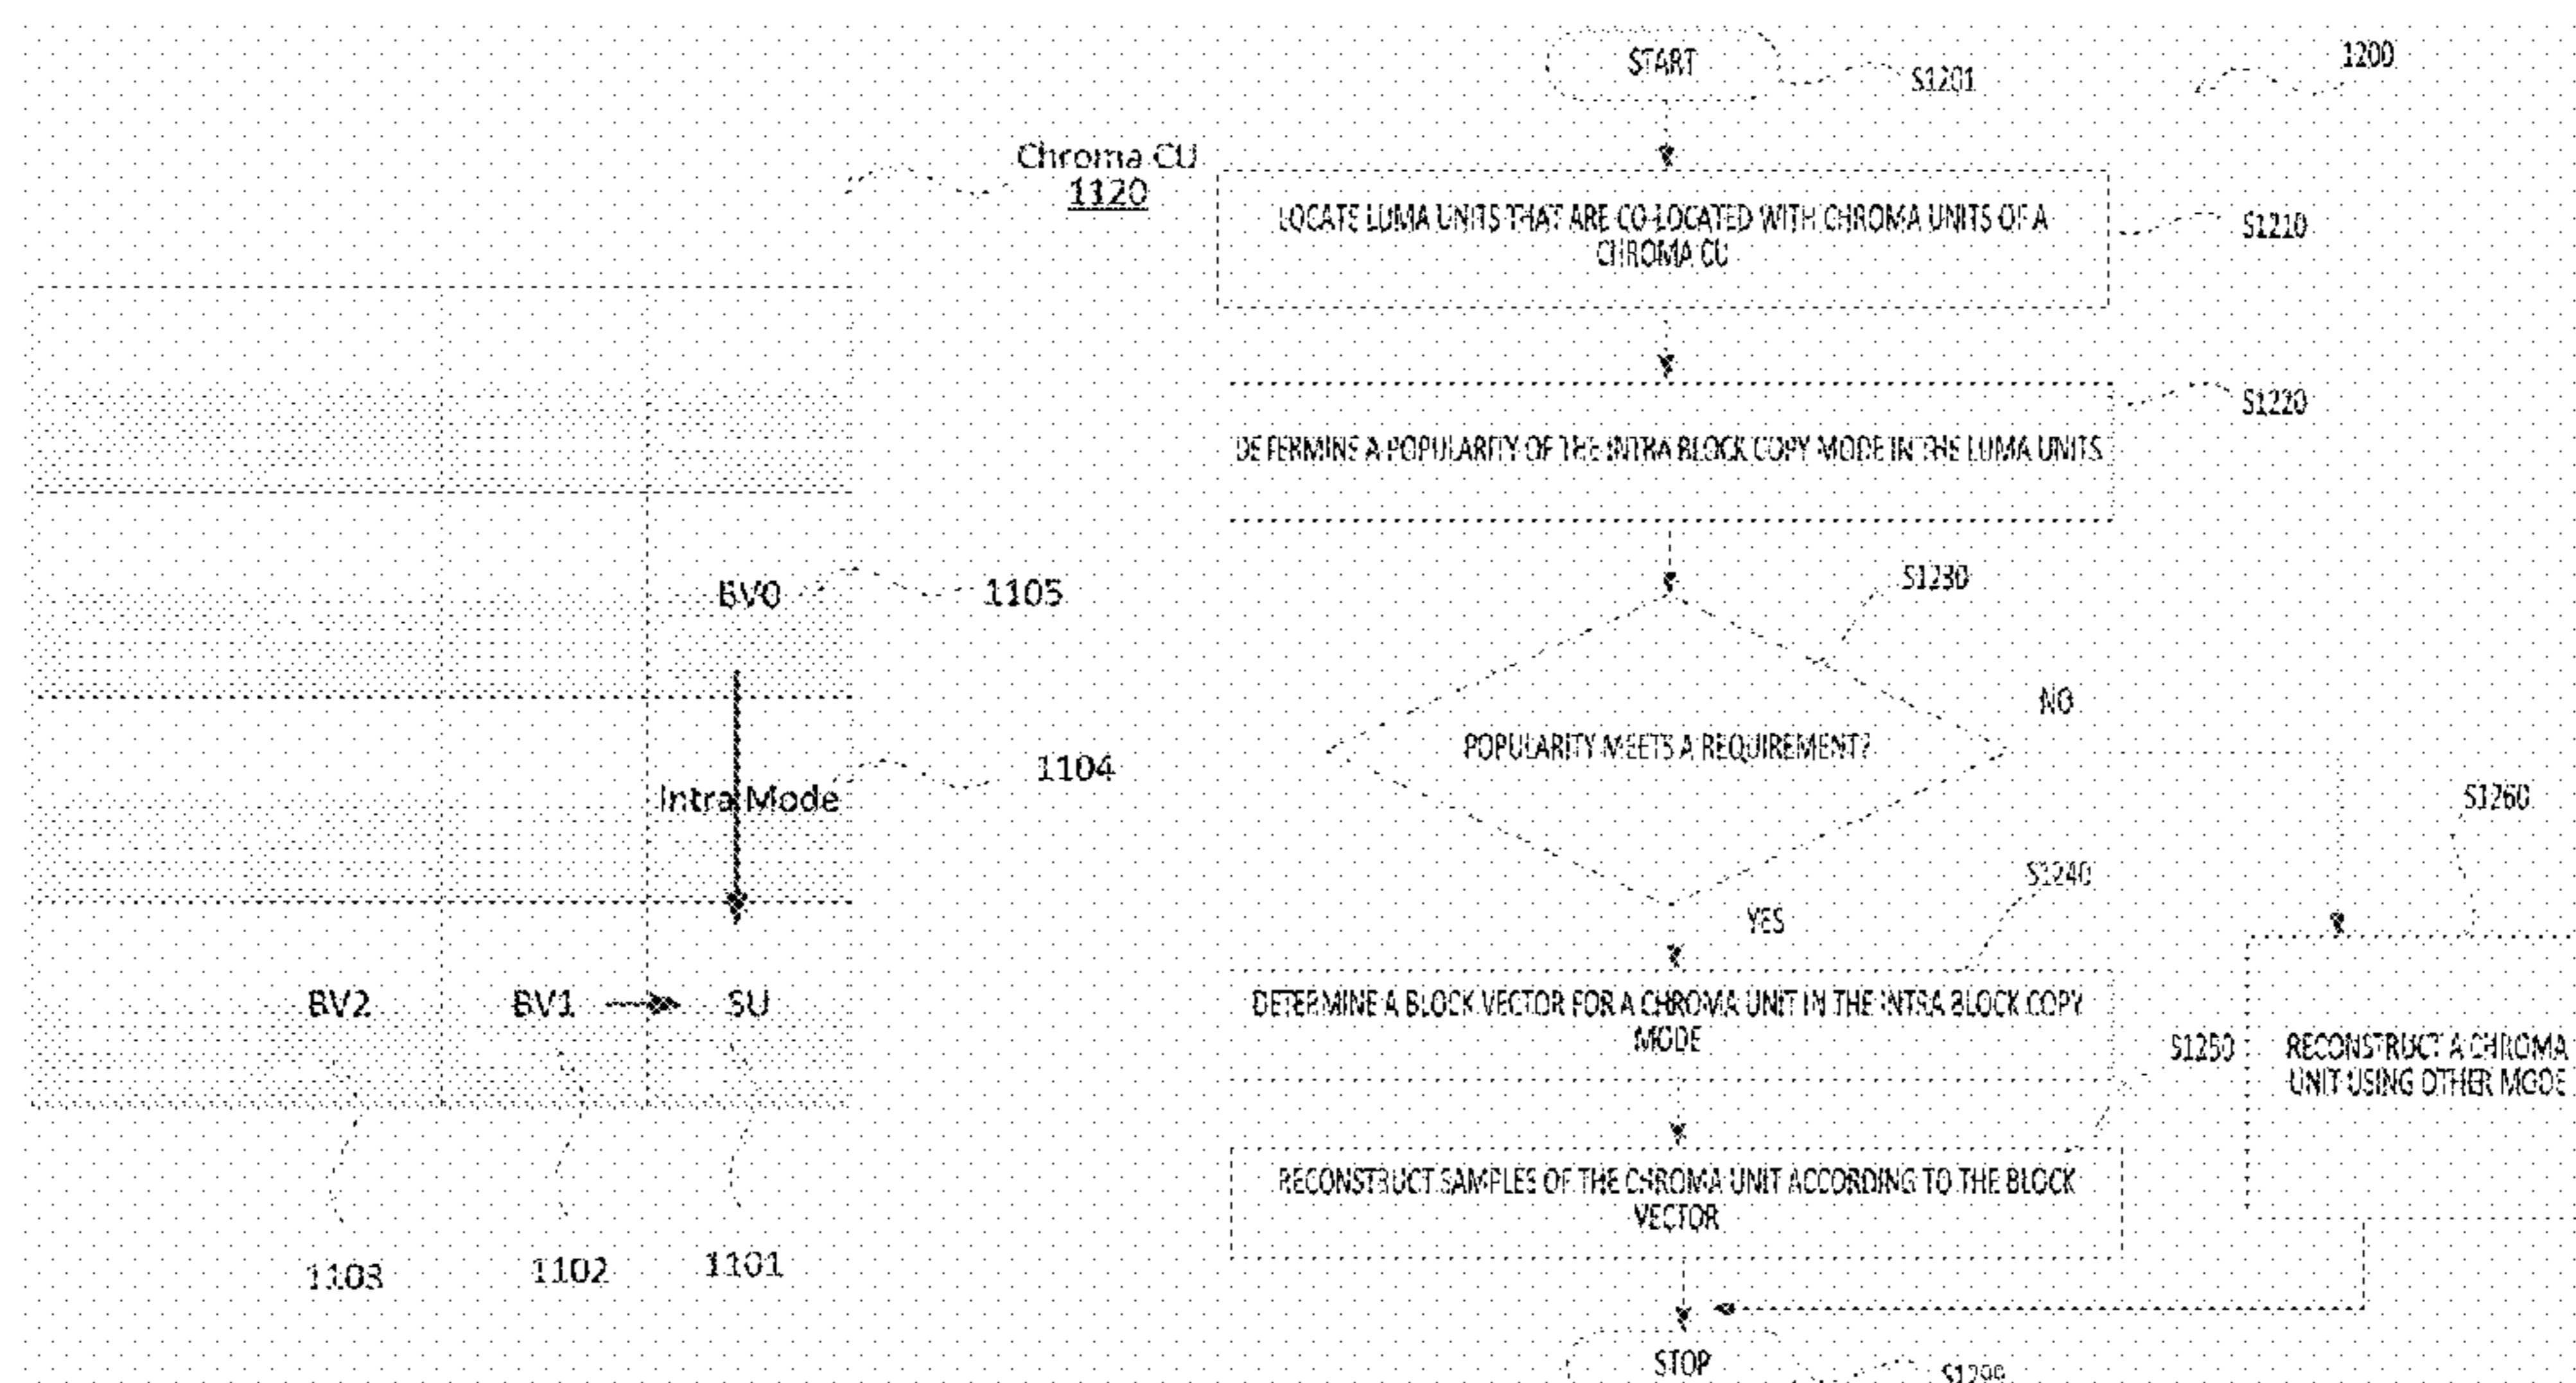 Chroma CU
1120
BV0
1105
Intra Mode
1104
BV2
BV1
SU
1103
1102
1101
1200
START
S1201
LOCATE LUMA UNITS THAT ARE CO-LOCATED WITH CHROMA UNITS OF A
CHROMA CU
S1210
S1220
DETERMINE A POPULARITY OF THE INTRA BLOCK COPY MODE IN THE LUMA UNITS
S1230
NO
POPULARITY MEETS A REQUIREMENT?
S1260
S1240
YES
DETERMINE A BLOCK VECTOR FOR A CHROMA UNIT IN THE INTRA BLOCK COPY
MODE
S1250
RECONSTRUCT A CHROMA
UNIT USING OTHER MODE
RECONSTRUCT SAMPLES OF THE CHROMA UNIT ACCORDING TO THE BLOCK
VECTOR
STOP